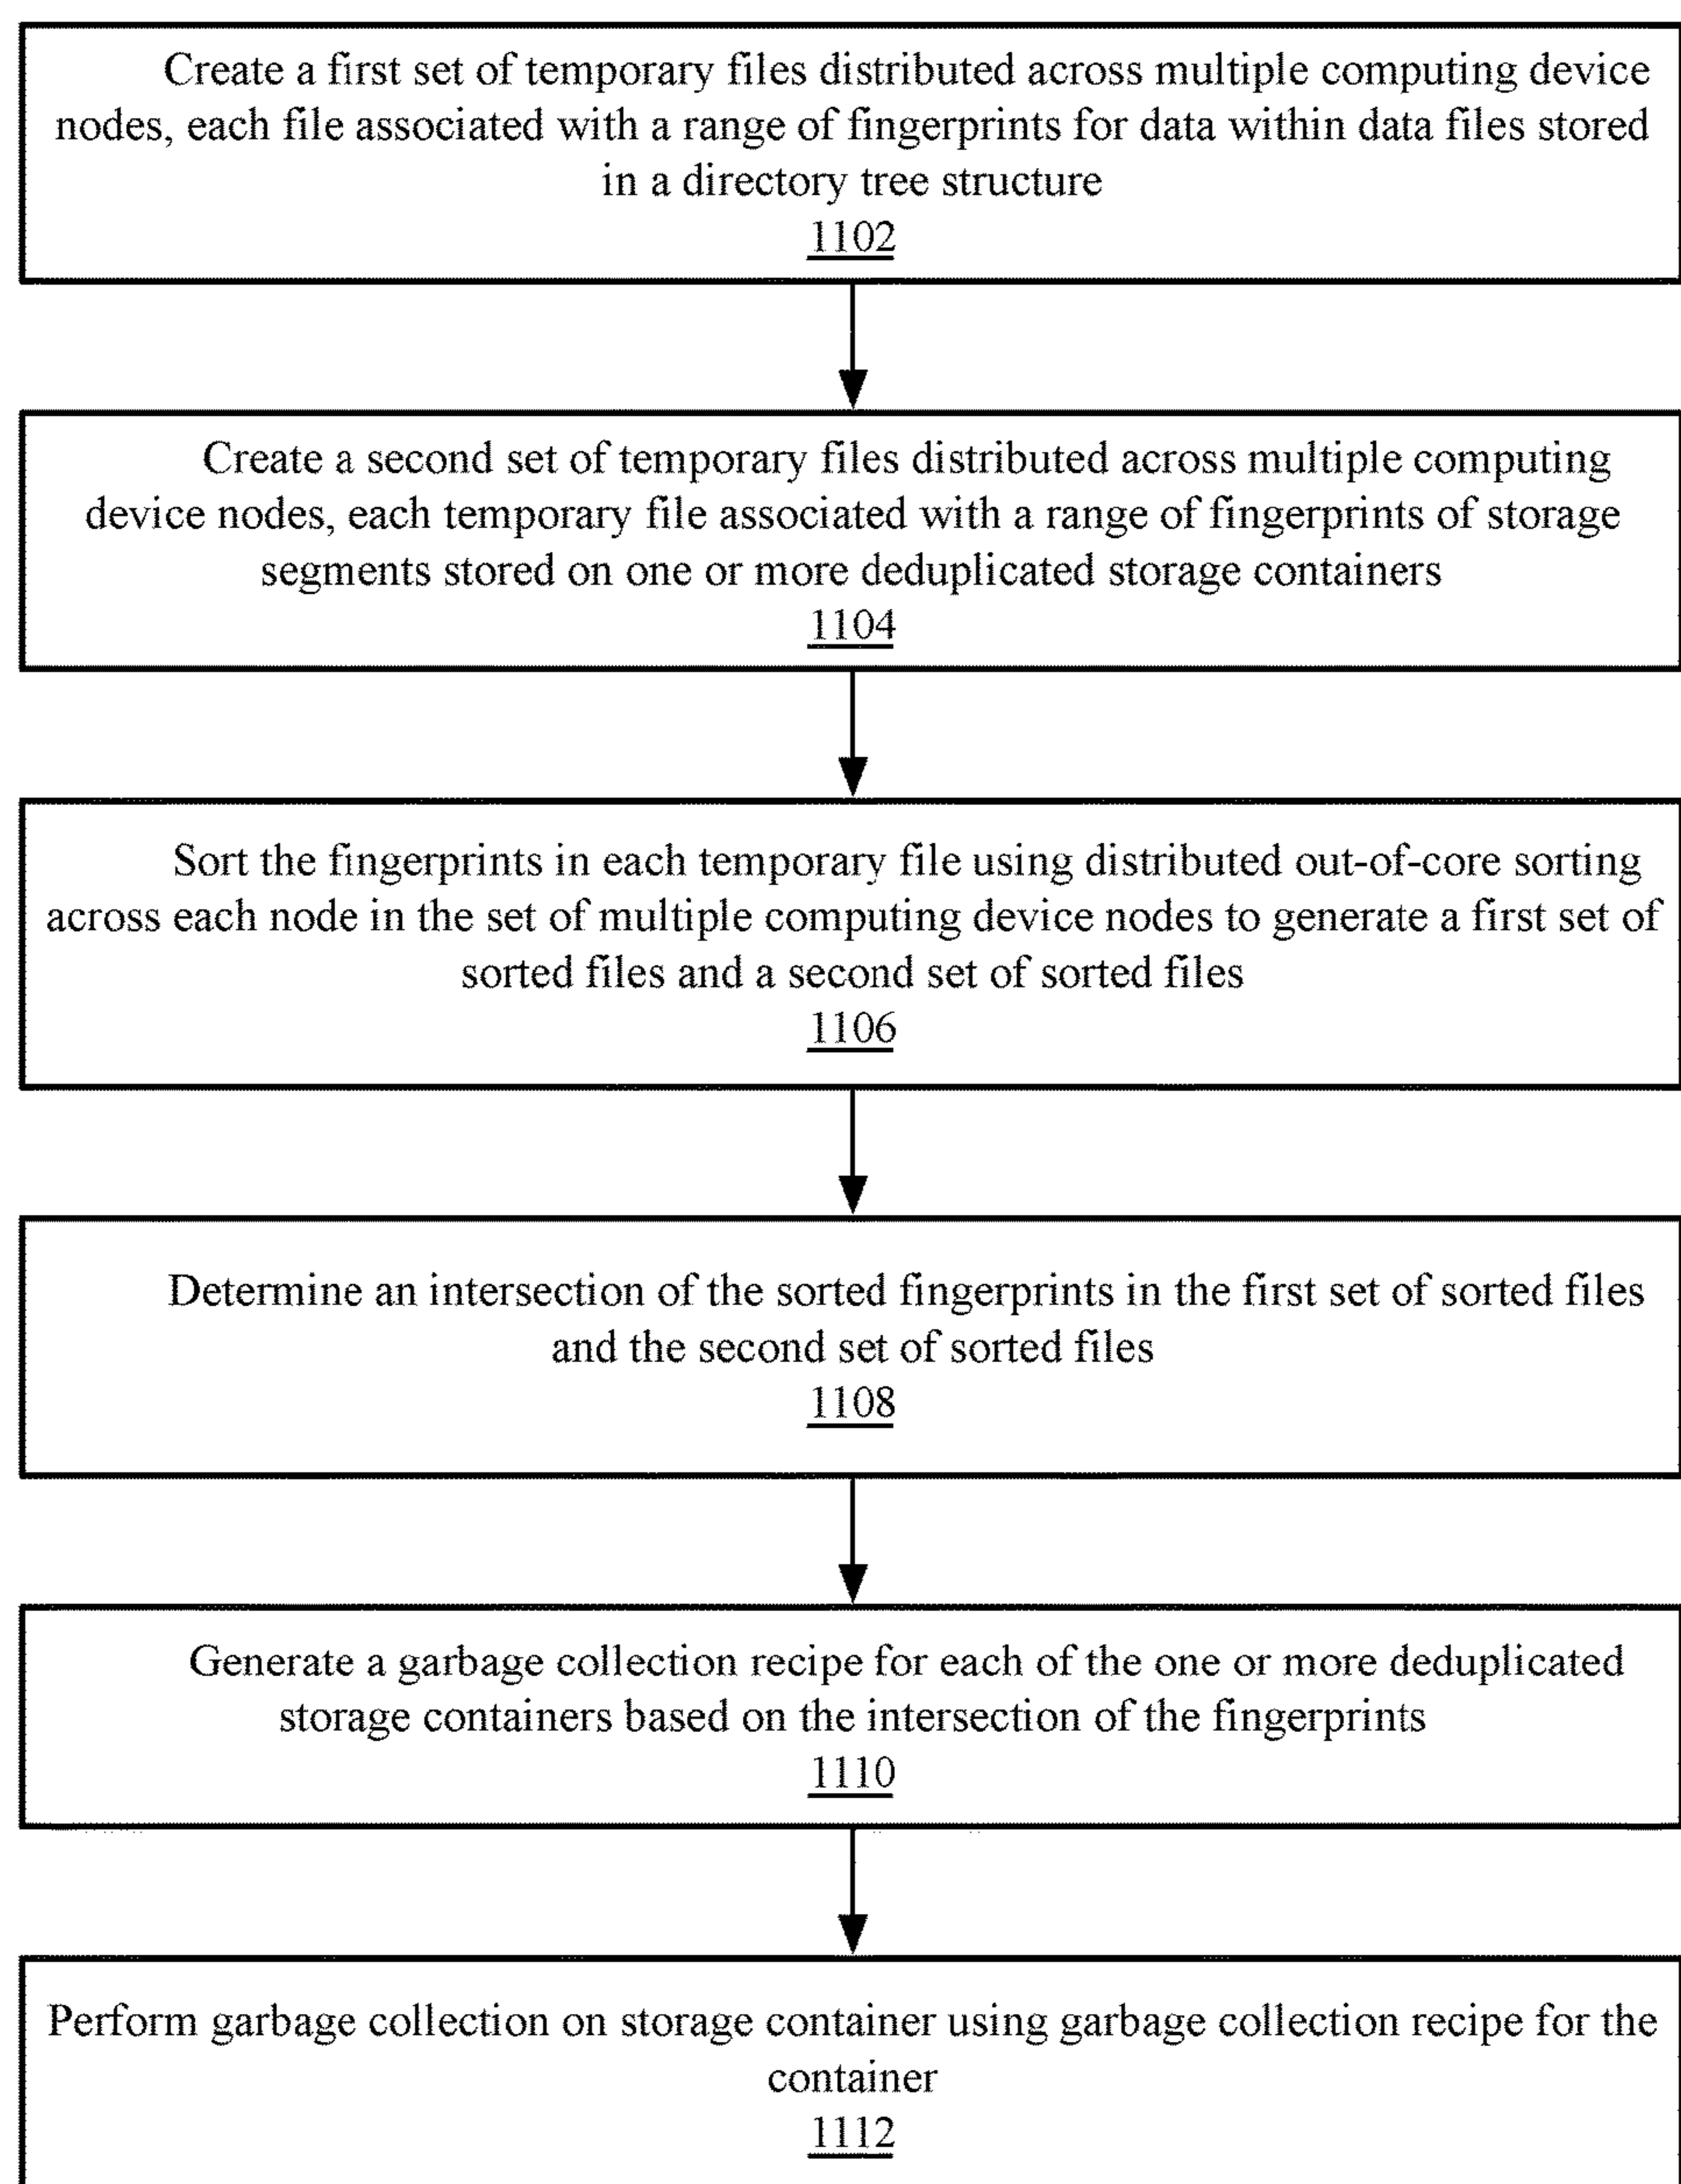 Create a first set of temporary files distributed across multiple computing device
nodes, each file associated with a range of fingerprints for data within data files stored
in a directory tree structure
1102
Create a second set of temporary files distributed across multiple computing
device nodes, each temporary file associated with a range of fingerprints of storage
segments stored on one or more deduplicated storage containers
1104
Sort the fingerprints in each temporary file using distributed out-of-core sorting
across each node in the set of multiple computing device nodes to generate a first set of
sorted files and a second set of sorted files
1106
Determine an intersection of the sorted fingerprints in the first set of sorted files
and the second set of sorted files
1108
Generate a garbage collection recipe for each of the one or more deduplicated
storage containers based on the intersection of the fingerprints
1110
Perform garbage collection on storage container using garbage collection recipe for the
container
1112